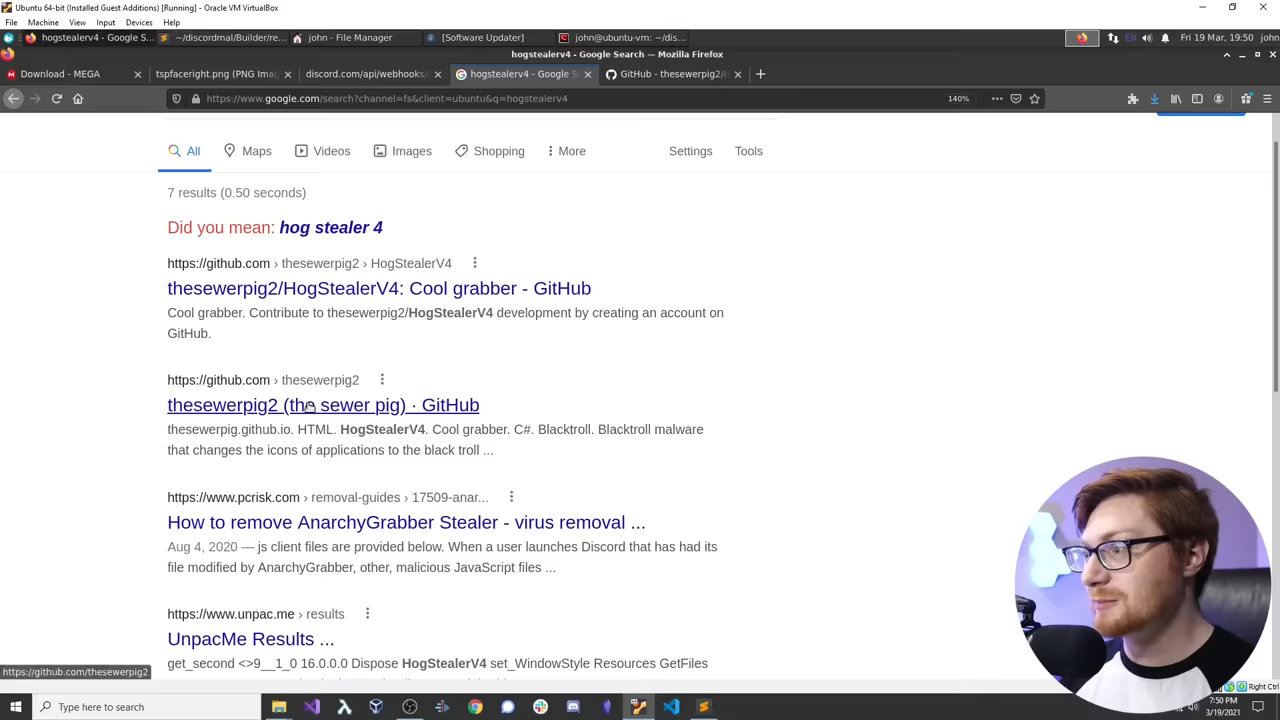 Ubuntu 64-bit (Installed Guest Additions) [Running] - Oracle VM VirtualBox
File Machine View Input Devices Help
hogstealerv4 - Google S... ~/discordmal/Builder/re... john - File Manager [Software Updater] john@ubuntu-vm: ~/dis... Fri 19 Mar, 19:50 john
hogstealerv4 - Google Search — Mozilla Firefox
Download - MEGA tspfaceright.png (PNG Ima discord.com/api/webhooks/ hogstealerv4 - Google S GitHub - thesewerpig2/H
https://www.google.com/search?channel=fs&client=ubuntu&q=hogstealerv4 140%
All Maps Videos Images Shopping More Settings Tools
7 results (0.50 seconds)
Did you mean: hog stealer 4
https://github.com › thesewerpig2 › HogStealerV4
thesewerpig2/HogStealerV4: Cool grabber - GitHub
Cool grabber. Contribute to thesewerpig2/HogStealerV4 development by creating an account on
GitHub.
https://github.com › thesewerpig2
thesewerpig2 (the sewer pig) · GitHub
thesewerpig.github.io. HTML. HogStealerV4. Cool grabber. C#. Blacktroll. Blacktroll malware
that changes the icons of applications to the black troll ...
https://www.pcrisk.com › removal-guides › 17509-anar...
How to remove AnarchyGrabber Stealer - virus removal ...
Aug 4, 2020 — js client files are provided below. When a user launches Discord that has had its
file modified by AnarchyGrabber, other, malicious JavaScript files ...
https://www.unpac.me › results
UnpacMe Results ...
get_second <>9__1_0 16.0.0.0 Dispose HogStealerV4 set_WindowStyle Resources GetFiles
https://github.com/thesewerpig2
Right Ctrl
Type here to search
7:50 PM
3/19/2021